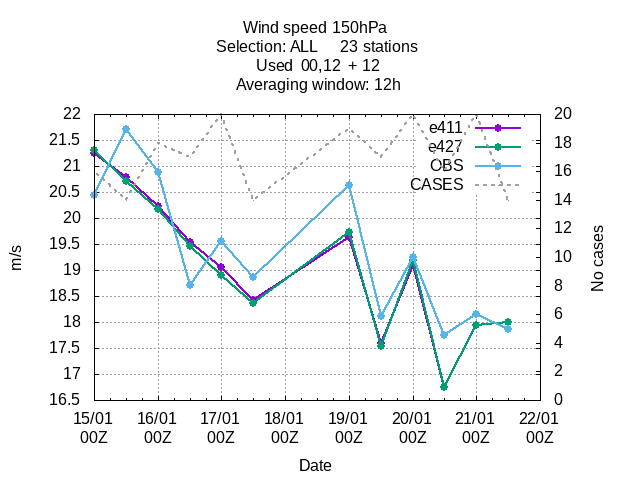 Wind speed 150hPa
Selection: ALL 23 stations
Used 00,12 + 12
Averaging window: 12h
22
21.5
21
20.5
20
19.5
19
18.5
18
17.5
17
16.5
m/s
20
18
16
14
12
10
8
6
4
2
0
No cases
e411
e427
OBS
CASES
15/01 16/01 17/01 18/01 19/01 20/01 21/01 22/01
00Z 00Z 00Z 00Z 00Z 00Z 00Z 00Z
Date